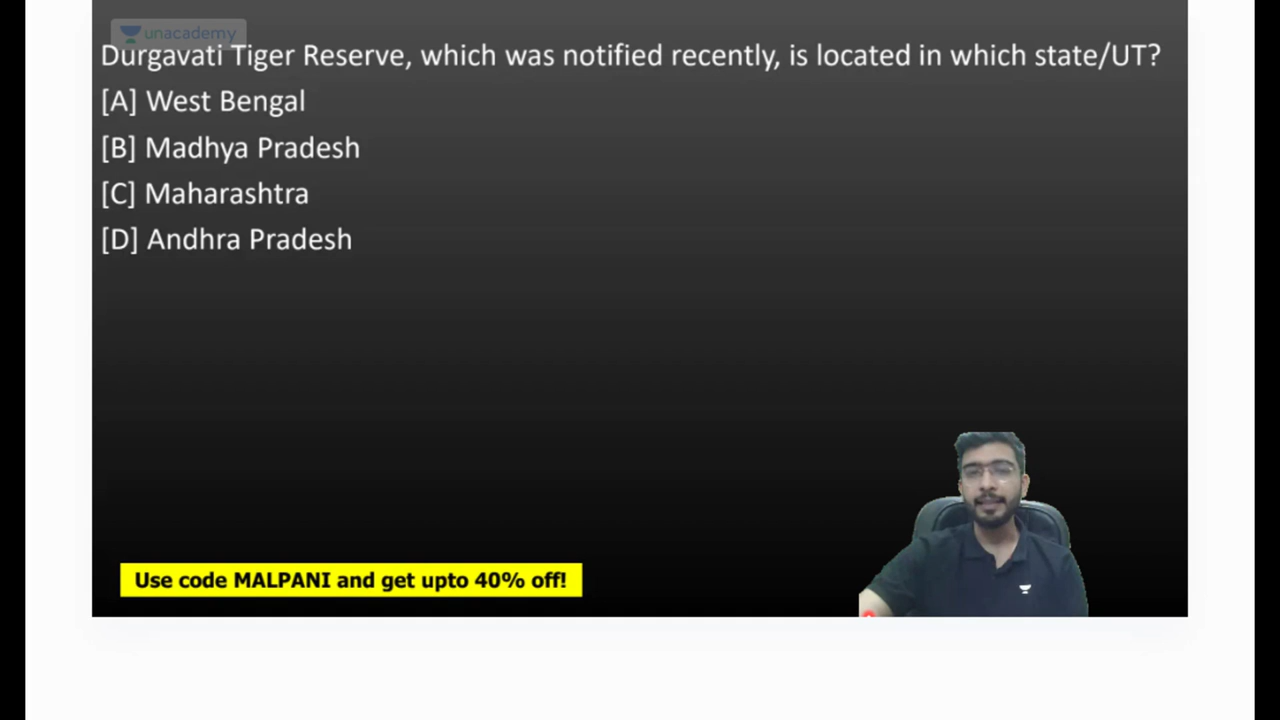 unacademy
Durgavati Tiger Reserve, which was notified recently, is located in which state/UT?
[A] West Bengal
[B] Madhya Pradesh
[C] Maharashtra
[D] Andhra Pradesh
Use code MALPANI and get upto 40% off!